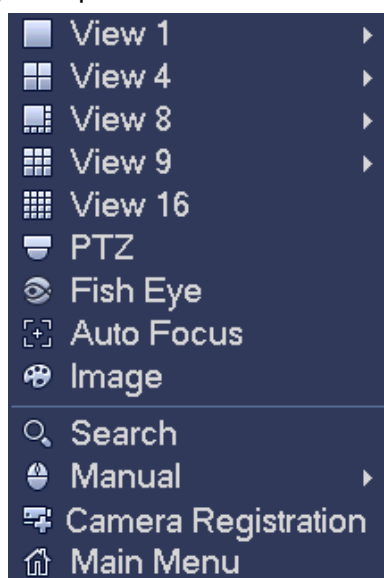 View 1
View 4
View 8
View 9
View 16
PTZ
Fish Eye
Auto Focus
Image
Search
Manual
Camera Registration
Main Menu